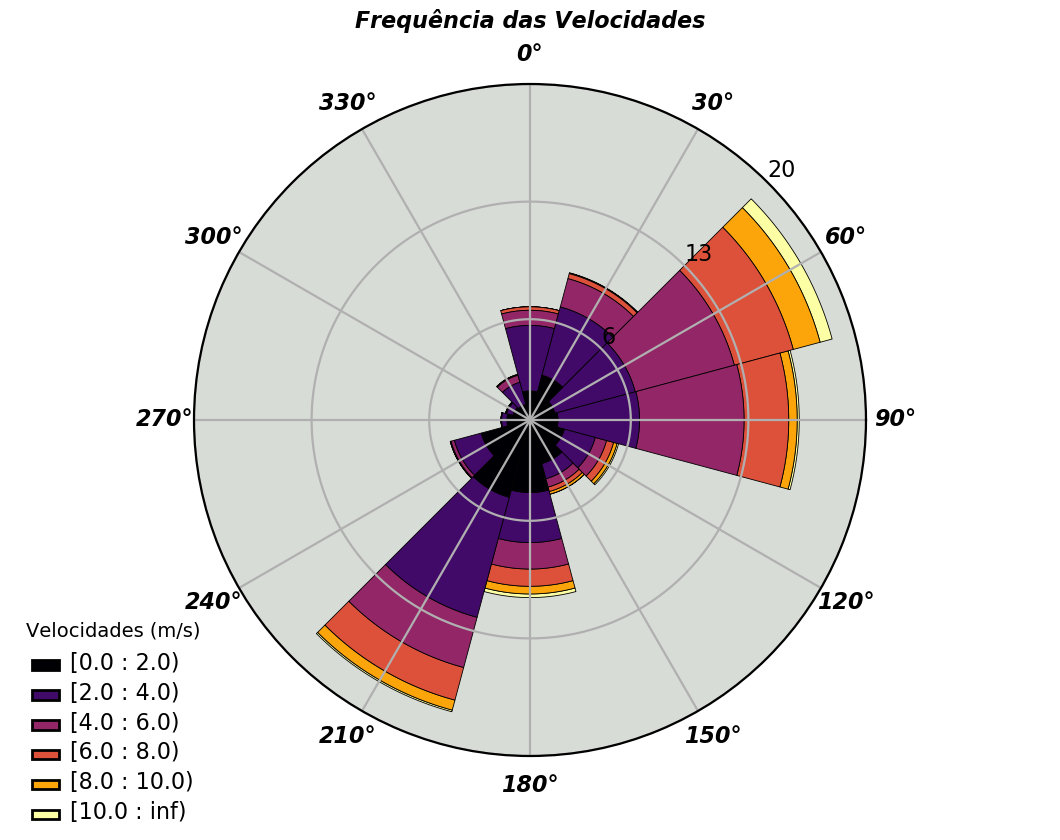 Frequência das Velocidades
0°
330°
30°
20
300°
60°
13
6
270°
90°
240°
120°
210°
150°
180°
Velocidades (m/s)
[0.0 : 2.0)
[2.0 : 4.0)
[4.0 : 6.0)
[6.0 : 8.0)
[8.0 : 10.0)
[10.0 : inf)